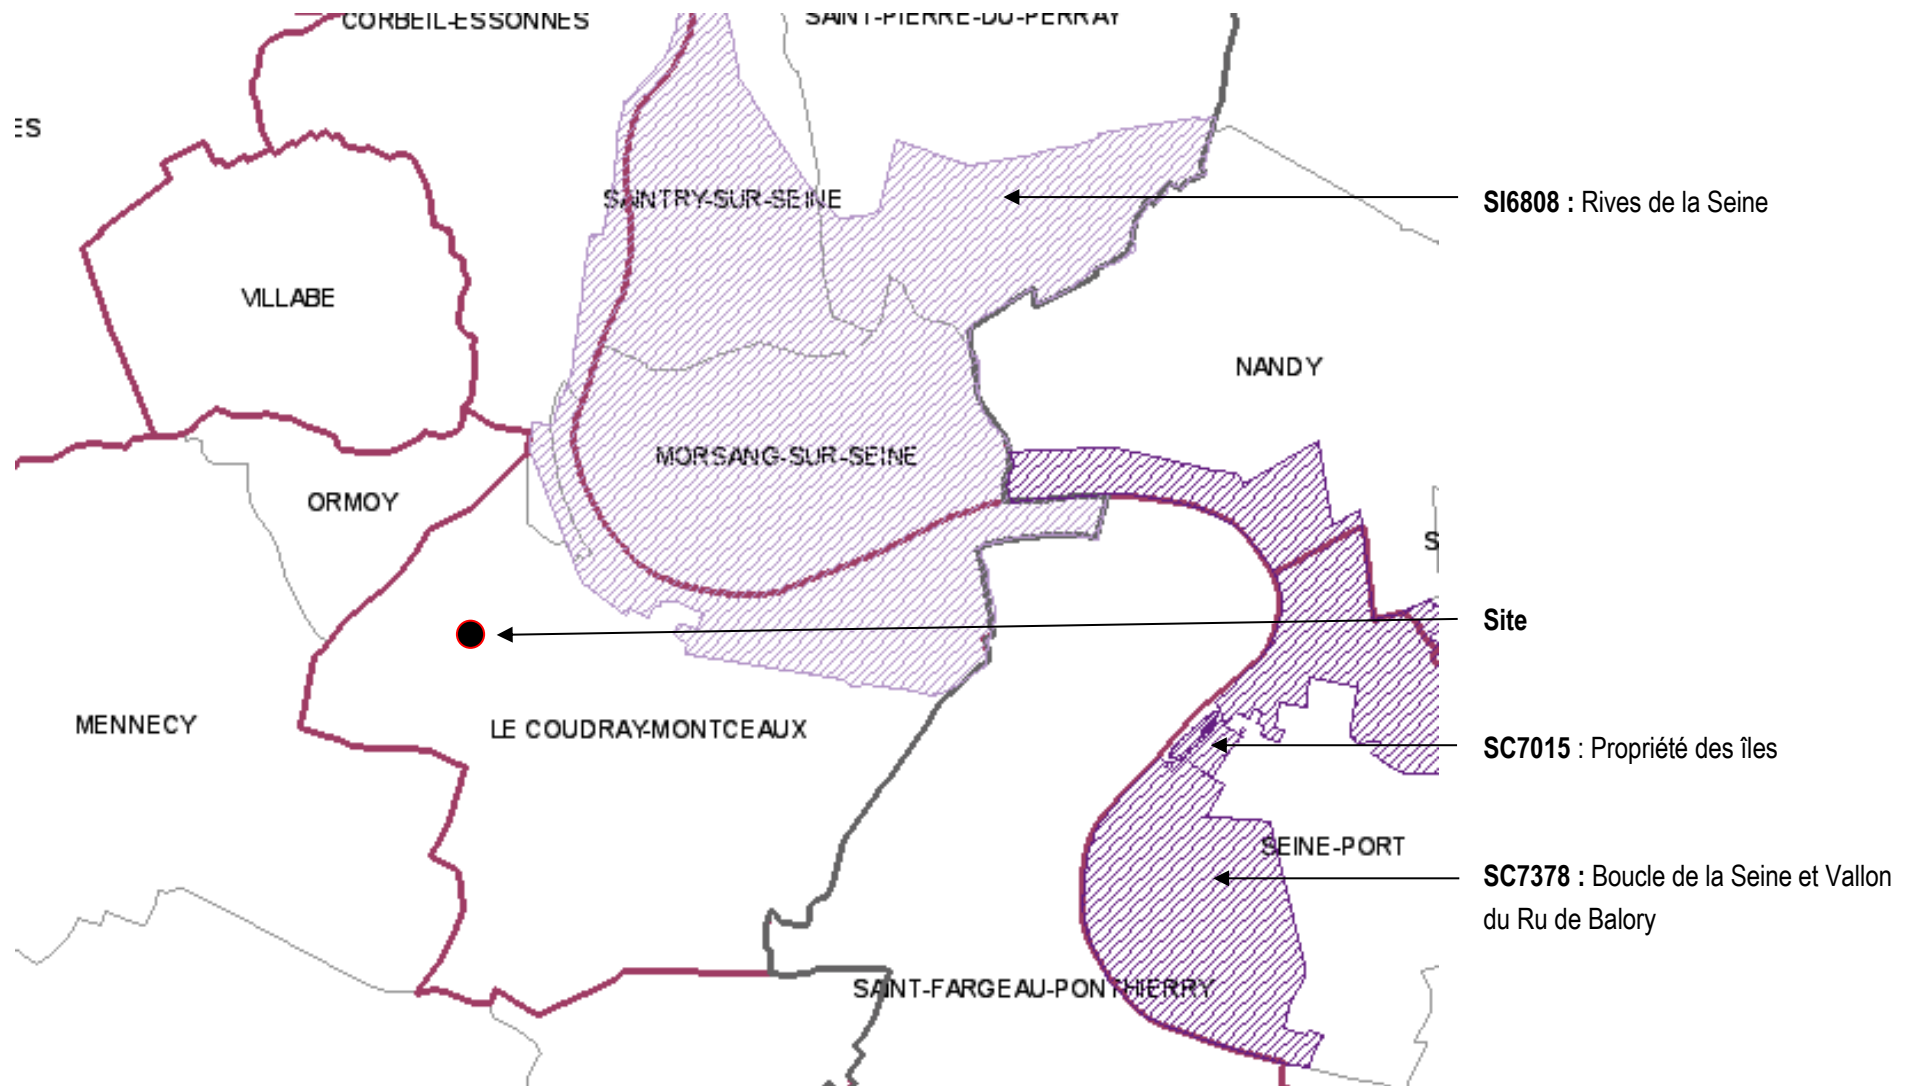 CORBEIL-ESSONNES
SAINT-PIERRE-DU-PERRAY
ES
SAINTRY-SUR-SEINE
SI6808 : Rives de la Seine
VILLABE
NANDY
MORSANG-SUR-SEINE
ORMOY
S
Site
MENNECY
LE COUDRAY-MONTCEAUX
SC7015 : Propriété des îles
SEINE-PORT
SC7378 : Boucle de la Seine et Vallon
du Ru de Balory
SAINT-FARGEAU-PONTHIERRY